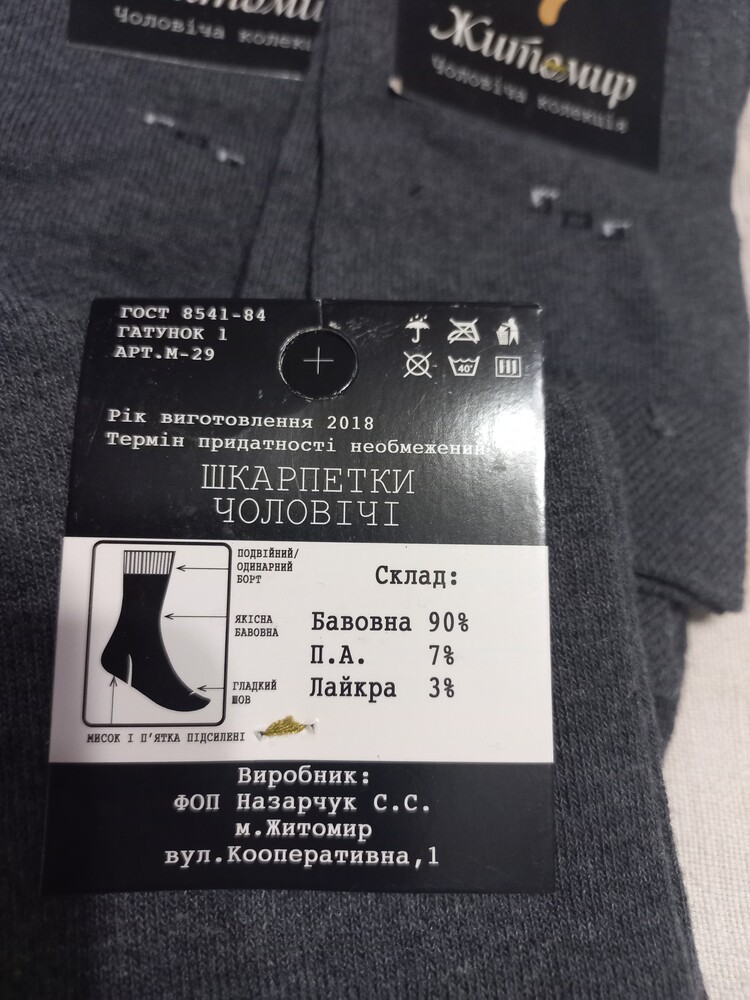 Житомир
Чоловіча колекція
Житомир
Чоловіча колекція
ГОСТ 8541-84
ГАТУНОК 1
АРТ.М-29
40°
Рік виготовлення 2018
Термін придатності необмежений
ШКАРПЕТКИ
ЧОЛОВІЧІ
ПОДВІЙНИЙ/
ОДИНАРНИЙ
БОРТ
ЯКІСНА
БАВОВНА
ГЛАДКИЙ
ШОВ
МИСОК І П'ЯТКА ПІДСИЛЕНІ
Склад:
Бавовна 90%
П.А. 7%
Лайкра 3%
Виробник:
ФОП Назарчук С.С.
м.Житомир
вул.Кооперативна,1